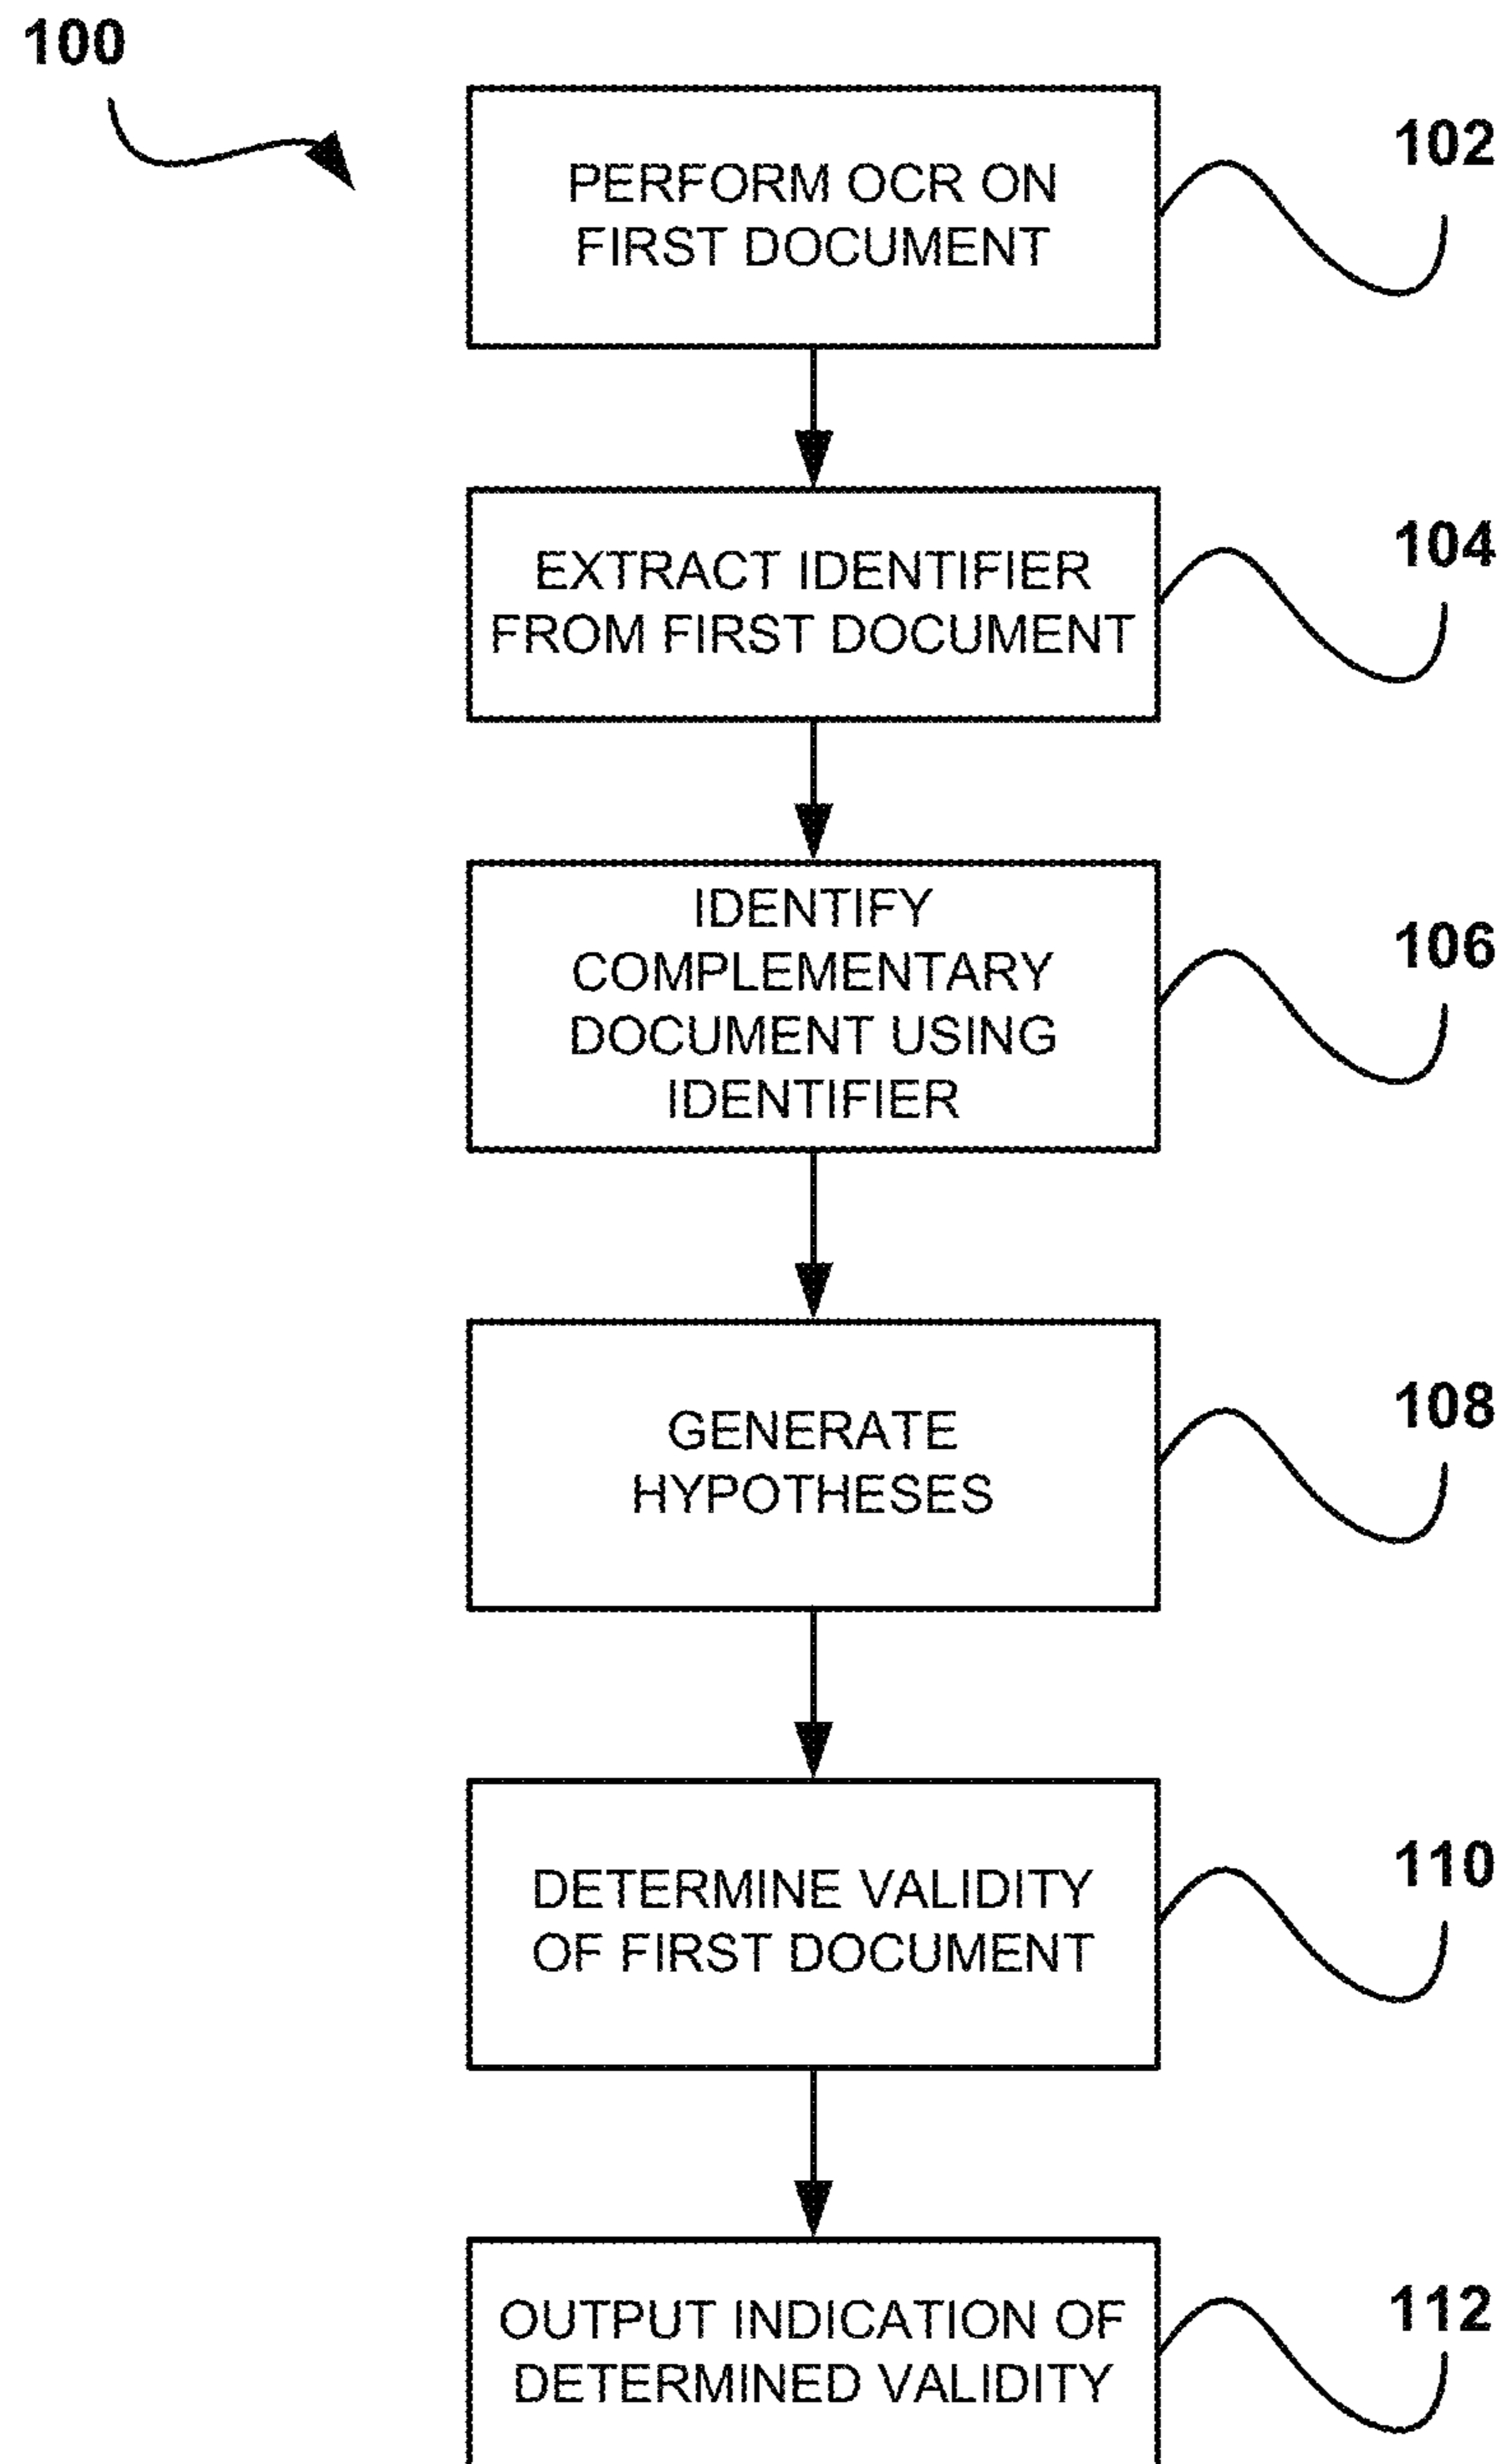 100
PERFORM OCR ON
FIRST DOCUMENT
102
EXTRACT IDENTIFIER
FROM FIRST DOCUMENT
104
IDENTIFY
COMPLEMENTARY
DOCUMENT USING
IDENTIFIER
106
GENERATE
HYPOTHESES
108
DETERMINE VALIDITY
OF FIRST DOCUMENT
110
OUTPUT INDICATION OF
DETERMINED VALIDITY
112